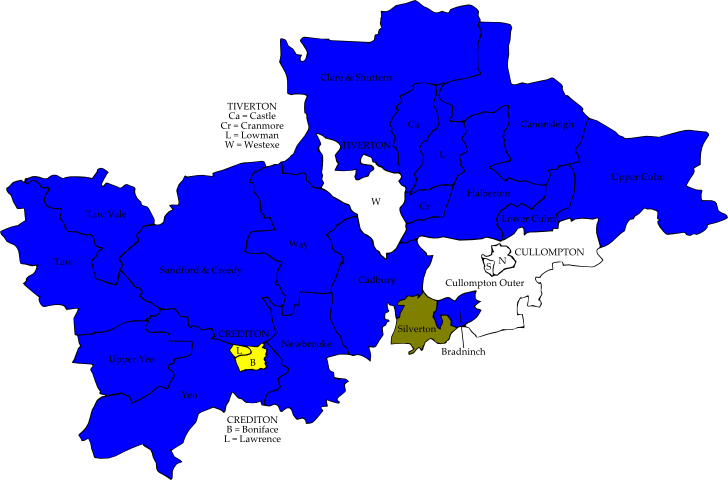 Clare & Shuttern
TIVERTON
Ca = Castle
Cr = Cranmore
L = Lowman
W = Westexe
Ca
Canonsleigh
TIVERTON
L
Upper Culm
Halberton
W
Cr
Lower Culm
Taw Vale
Way
CULLOMPTON
N
S
Taw
Sandford & Creedy
Cadbury
Cullompton Outer
Silverton
CREDITON
Newbrooke
L
Bradninch
Upper Yeo
B
Yeo
CREDITON
B = Boniface
L = Lawrence